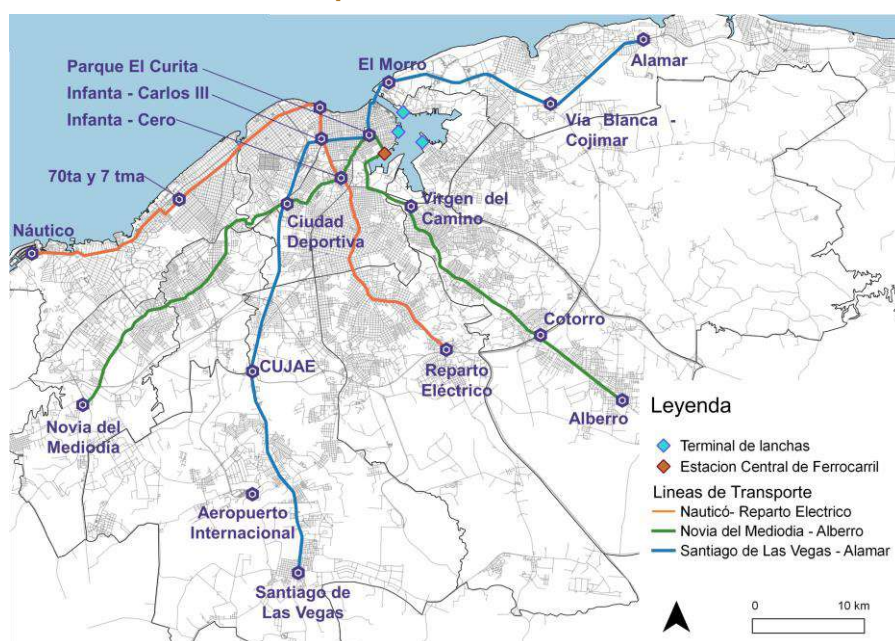 Parque El Curita
Infanta - Carlos III
Infanta - Cero
El Morro
Alamar
Vía Blanca -
Cojimar
70ta y 7 tma
Náutico
Ciudad
Deportiva
Virgen del
Camino
Cotorro
CUJAE
Reparto
Eléctrico
Alberro
Novia del
Mediodía
Aeropuerto
Internacional
Santiago de
Las Vegas
Leyenda
Terminal de lanchas
Estacion Central de Ferrocarril
Lineas de Transporte
Nauticó- Reparto Electrico
Novia del Mediodia - Alberro
Santiago de Las Vegas - Alamar
0 10 km